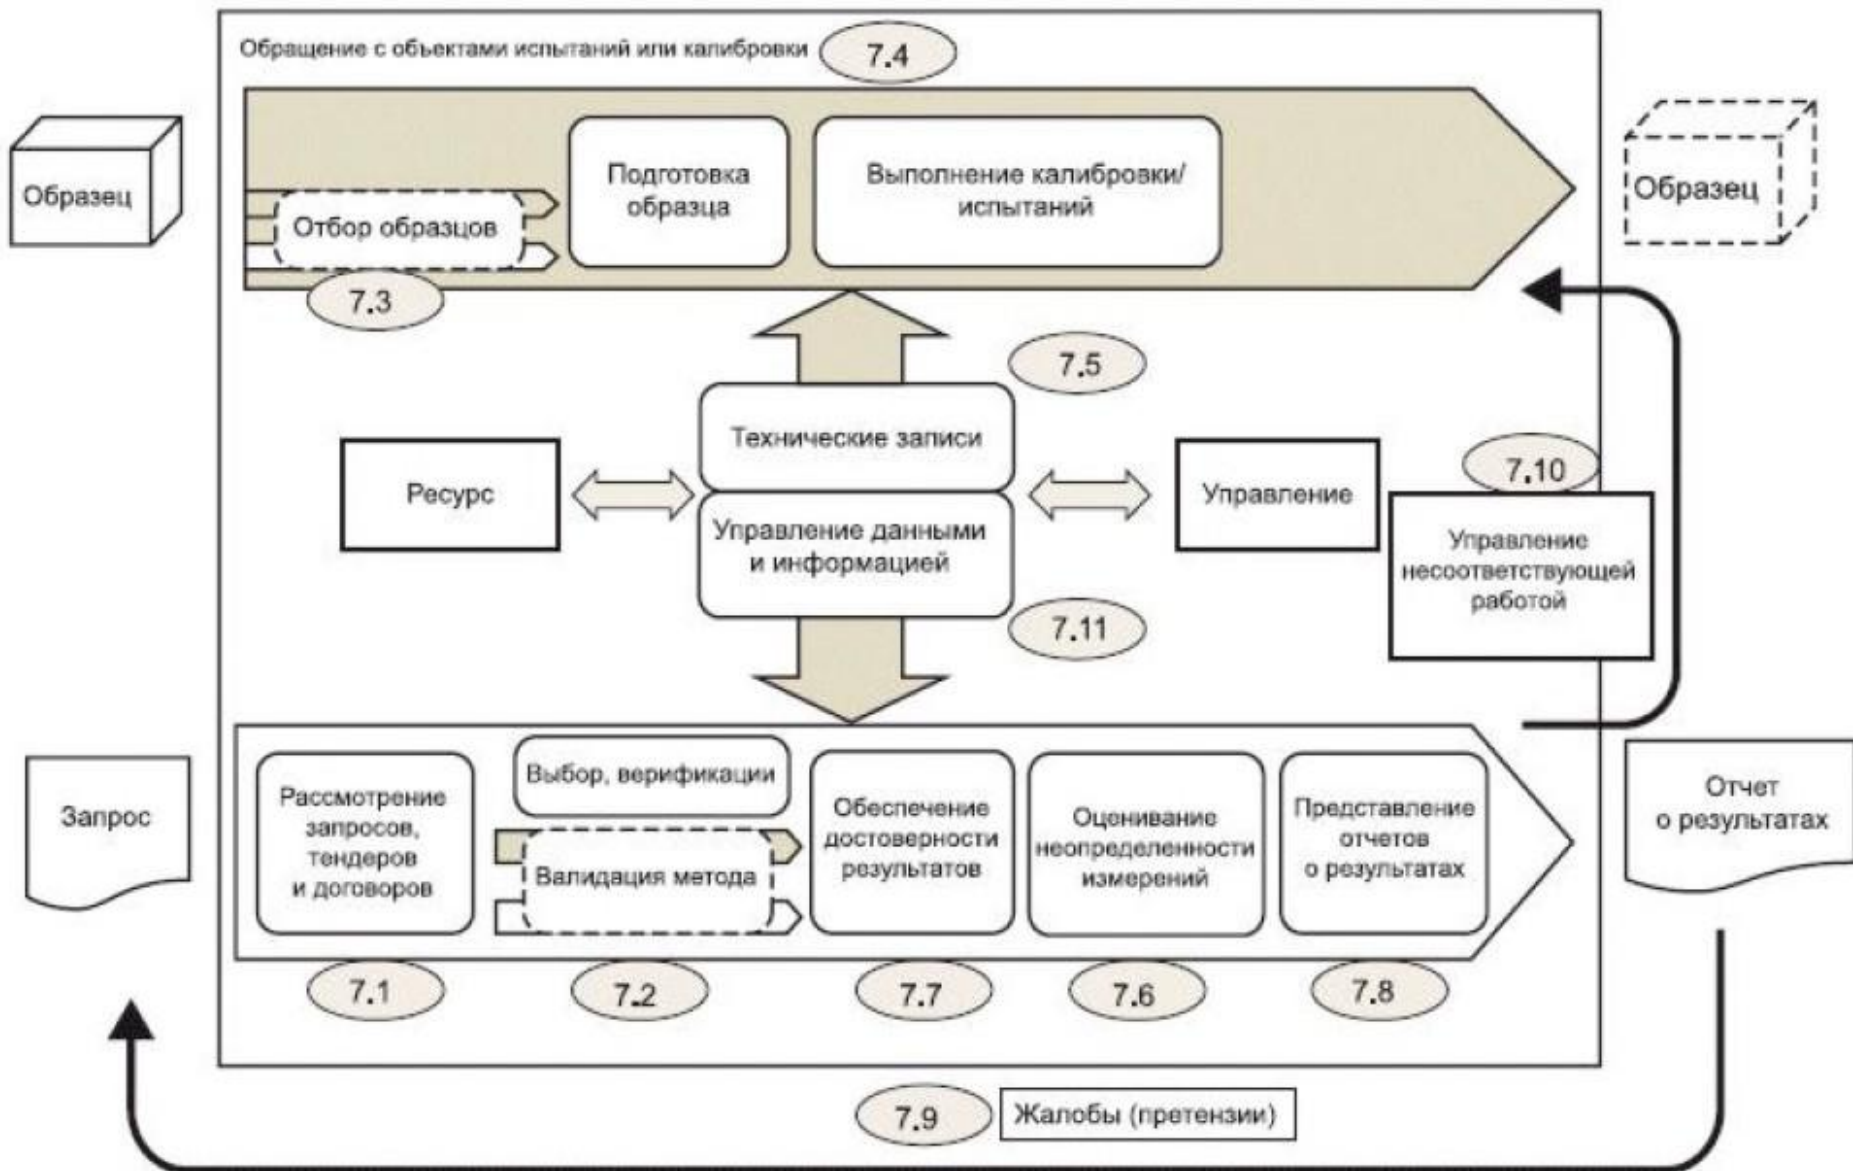 Обращение с объектами испытаний или калибровки
7.4
Образец
Отбор образцов
7.3
Подготовка
образца
Выполнение калибровки/
испытаний
Образец
7.5
Технические записи
Ресурс
Управление данными
и информацией
7.11
Управление
7.10
Управление
несоответствующей
работой
Запрос
Рассмотрение
запросов,
тендеров
и договоров
Выбор, верификации
Валидация метода
Обеспечение
достоверности
результатов
Оценивание
неопределенности
измерений
Представление
отчетов
о результатах
Отчет
о результатах
7.1
7.2
7.7
7.6
7.8
7.9
Жалобы (претензии)